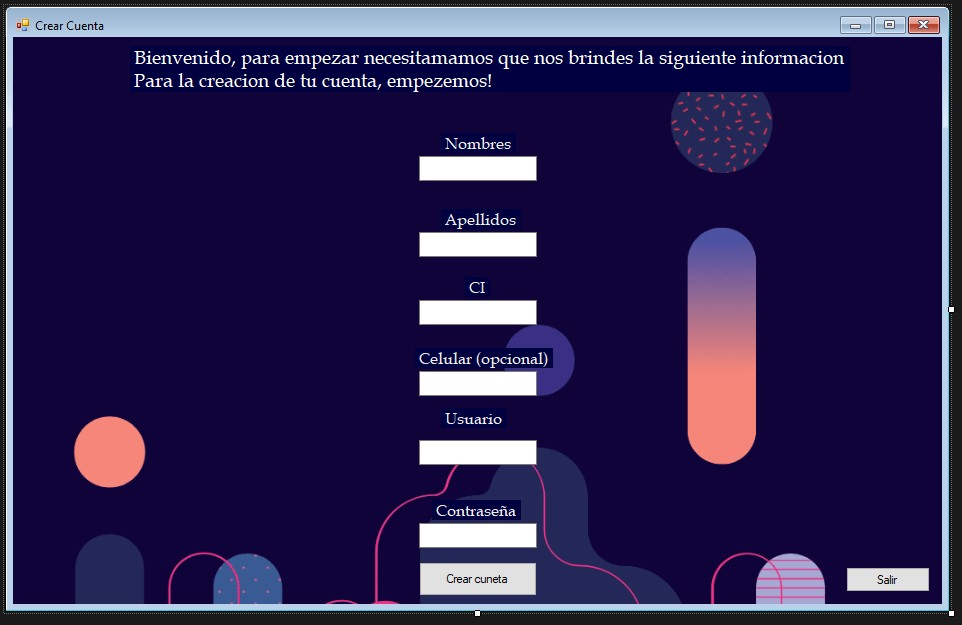 Crear Cuenta
Bienvenido, para empezar necesitamamos que nos brindes la siguiente informacion
Para la creacion de tu cuenta, empezemos!
Nombres
Apellidos
CI
Celular (opcional)
Usuario
Contraseña
Crear cuneta
Salir